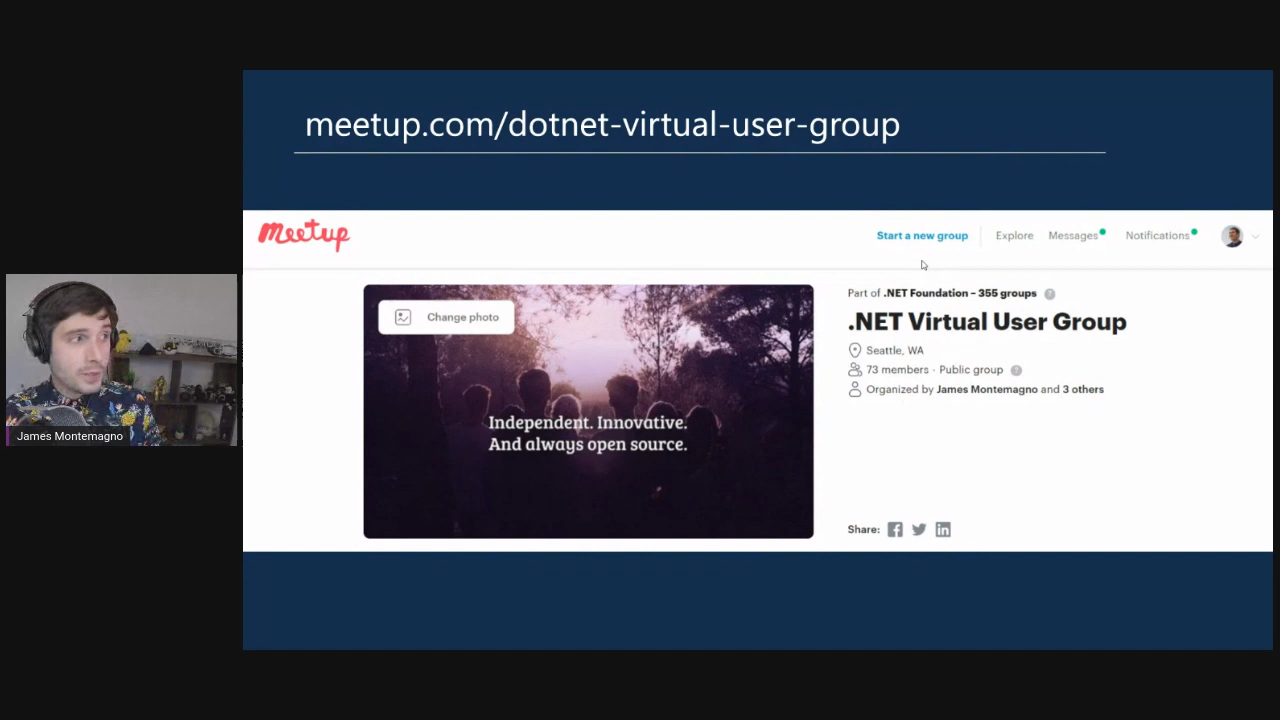 meetup.com/dotnet-virtual-user-group
meetup
Start a new group
Explore
Messages
Notifications
Change photo
Independent. Innovative.
And always open source.
Part of .NET Foundation – 355 groups ?
.NET Virtual User Group
Seattle, WA
73 members · Public group ?
Organized by James Montemagno and 3 others
Share:
James Montemagno